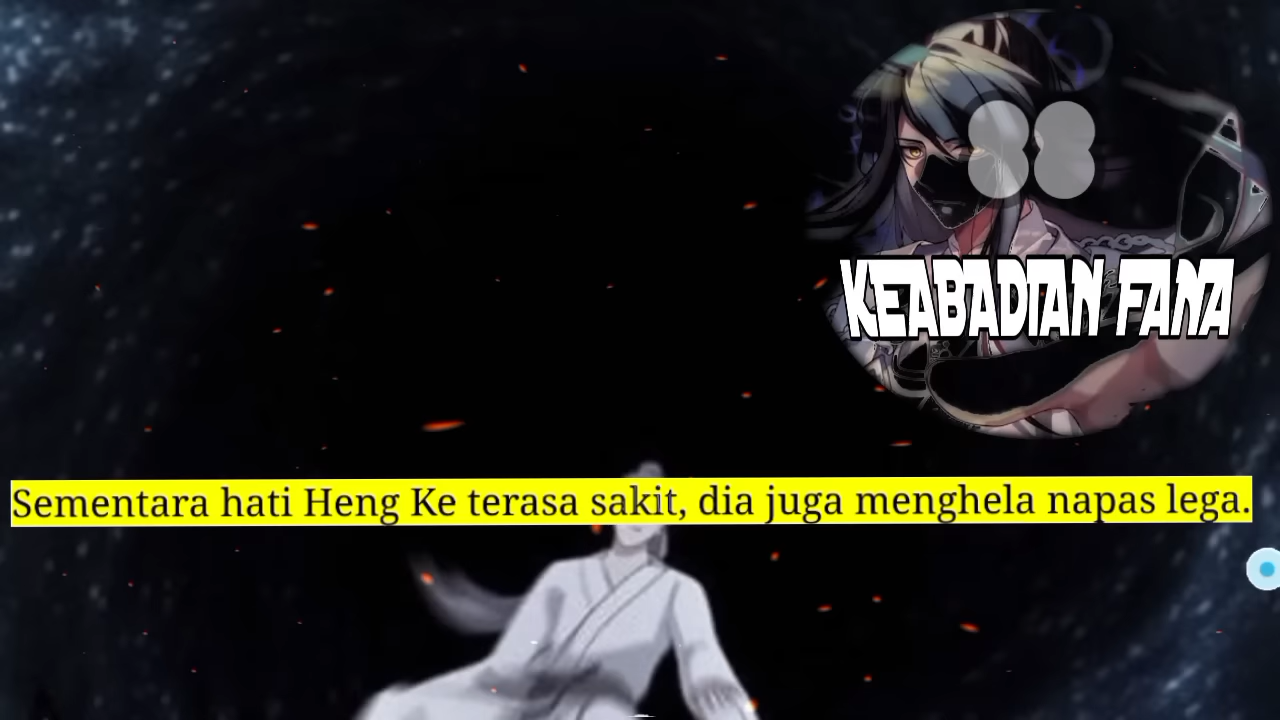 88
KEABADIAN FANA
Sementara hati Heng Ke terasa sakit, dia juga menghela napas lega.